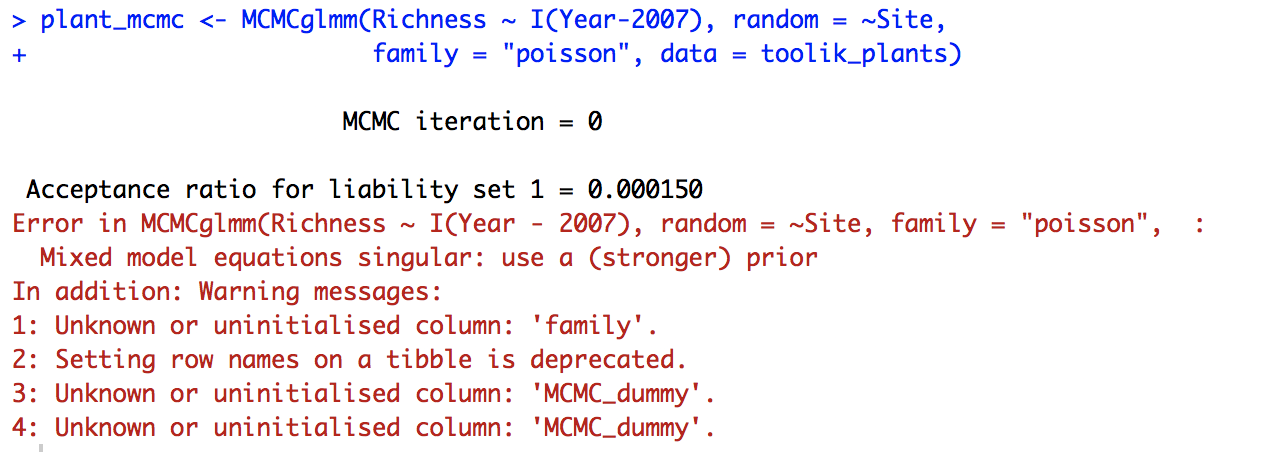 > plant_mcmc <- MCMCglmm(Richness ~ I(Year-2007), random = ~Site,
+                       family = "poisson", data = toolik_plants)
MCMC iteration = 0
Acceptance ratio for liability set 1 = 0.000150
Error in MCMCglmm(Richness ~ I(Year - 2007), random = ~Site, family = "poisson",  :
  Mixed model equations singular: use a (stronger) prior
In addition: Warning messages:
1: Unknown or uninitialised column: 'family'.
2: Setting row names on a tibble is deprecated.
3: Unknown or uninitialised column: 'MCMC_dummy'.
4: Unknown or uninitialised column: 'MCMC_dummy'.